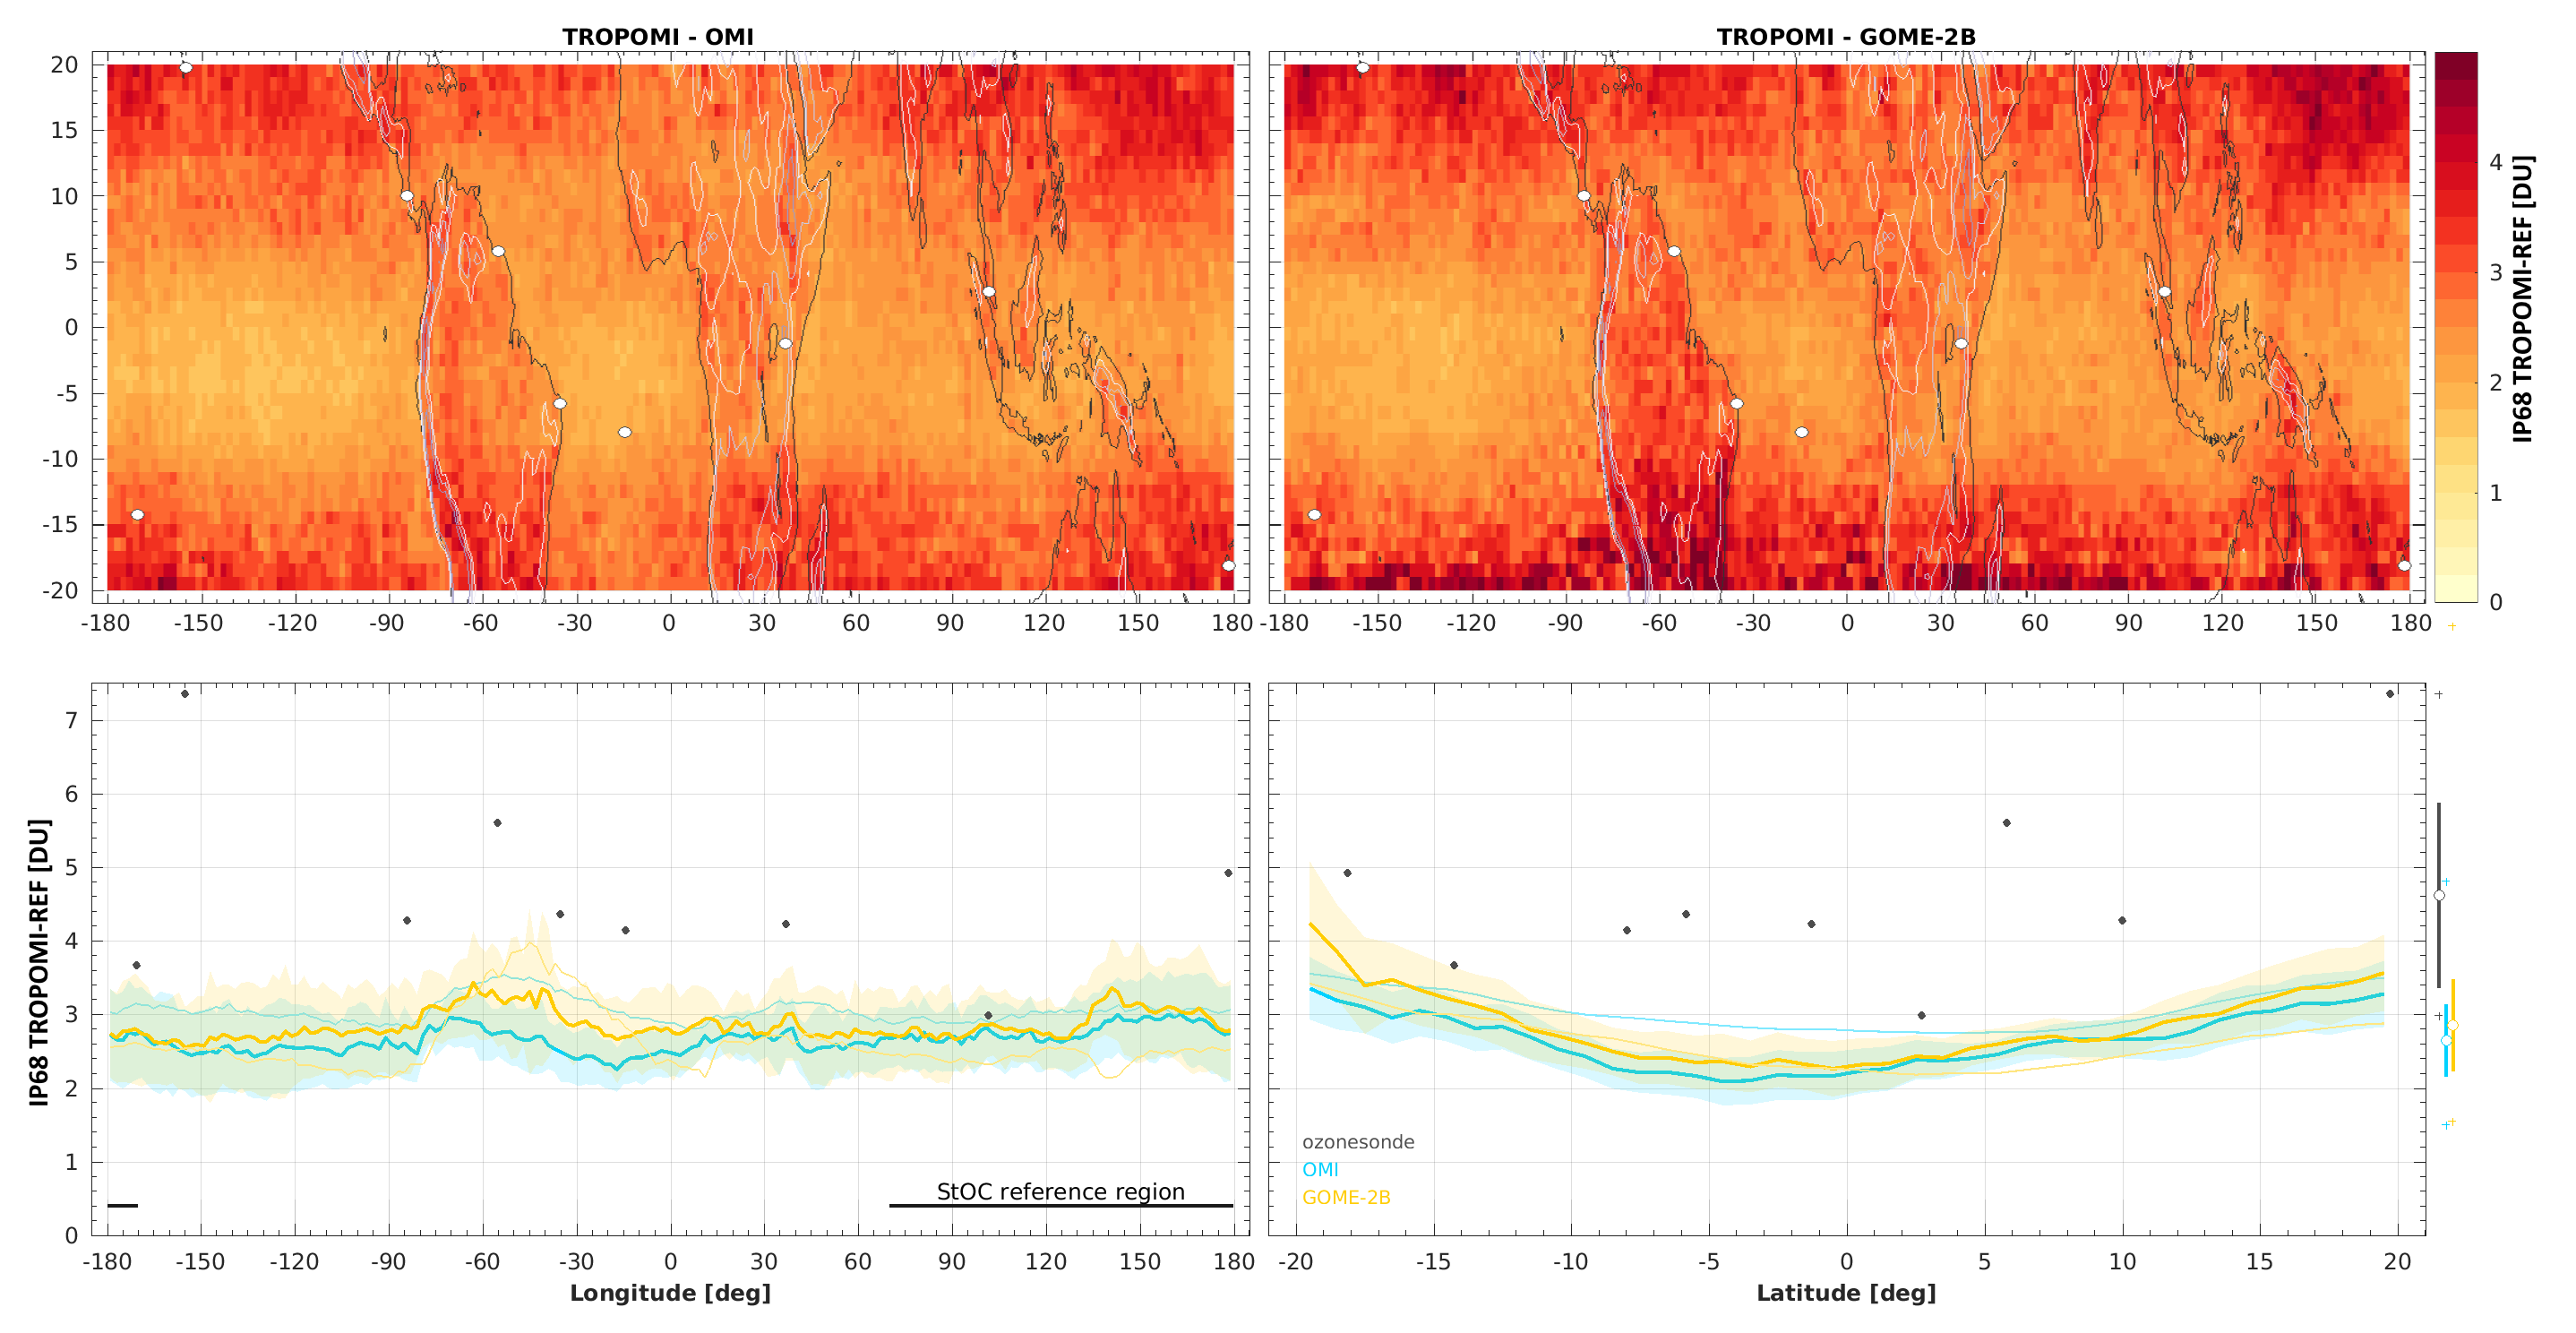 TROPOMI - OMI
TROPOMI - GOME-2B
20
15
10
5
0
-5
-10
-15
-20
-180 -150 -120 -90 -60 -30 0 30 60 90 120 150 180
-180 -150 -120 -90 -60 -30 0 30 60 90 120 150 180
4
3
2
1
0
IP68 TROPOMI-REF [DU]
7
6
5
4
3
2
1
0
IP68 TROPOMI-REF [DU]
StOC reference region
-180 -150 -120 -90 -60 -30 0 30 60 90 120 150 180
Longitude [deg]
ozonesonde
OMI
GOME-2B
-20 -15 -10 -5 0 5 10 15 20
Latitude [deg]